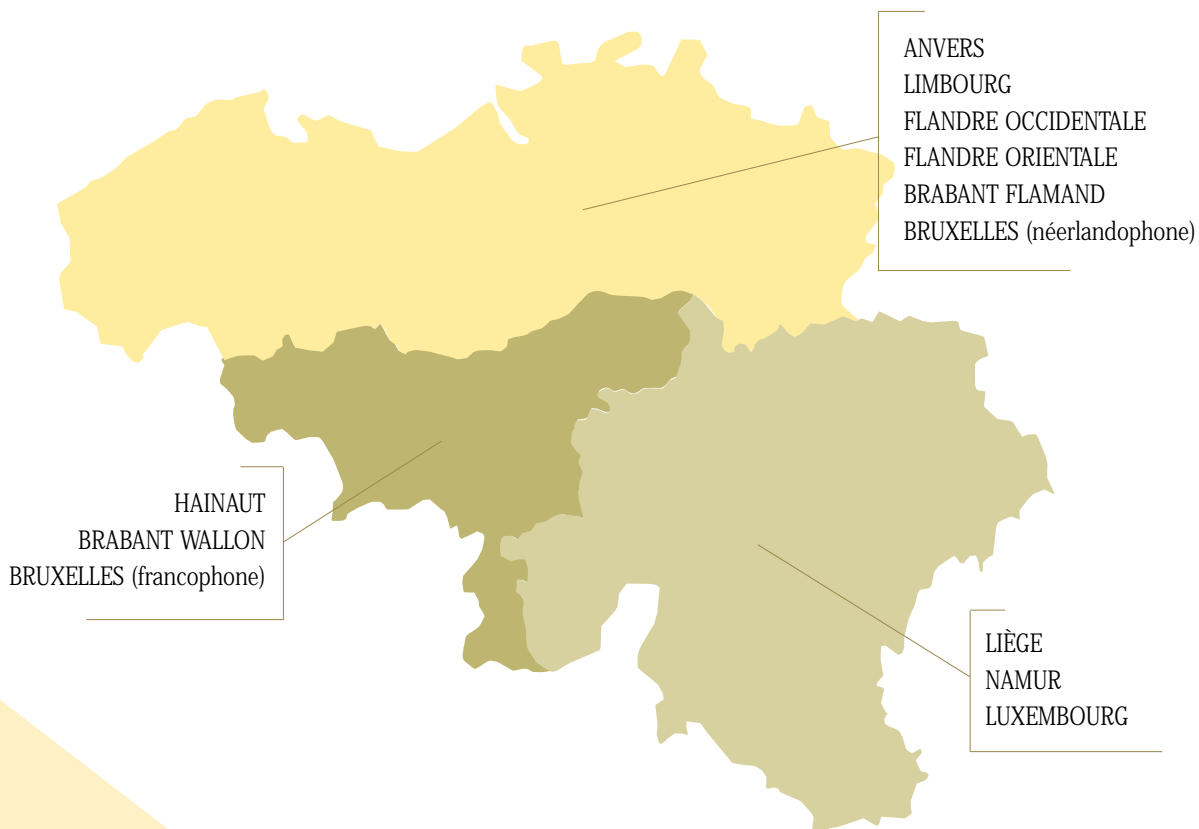 ANVERS
LIMBOURG
FLANDRE OCCIDENTALE
FLANDRE ORIENTALE
BRABANT FLAMAND
BRUXELLES (néerlandophone)
HAINAUT
BRABANT WALLON
BRUXELLES (francophone)
LIÈGE
NAMUR
LUXEMBOURG